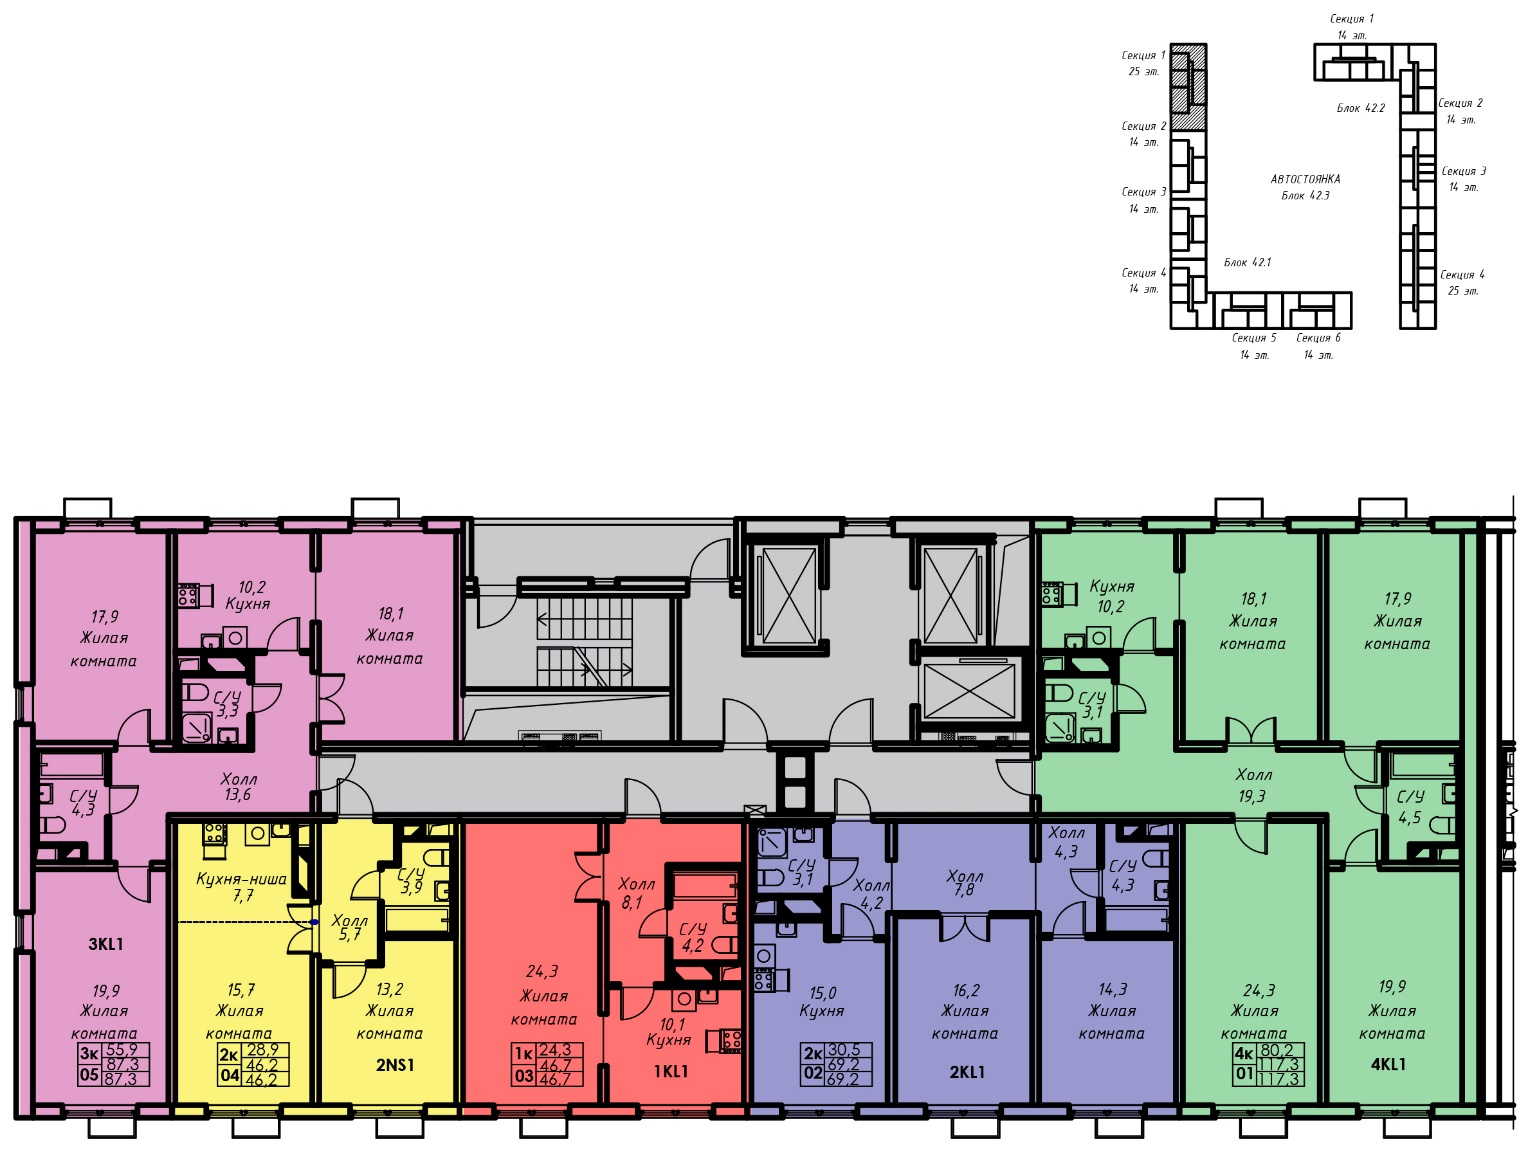 Секция 1
14 эт.
Секция 1
25 эт.
Секция 2
14 эт.
Секция 3
14 эт.
Секция 4
14 эт.
Блок 42.2
Секция 2
14 эт.
Секция 3
14 эт.
АВТОСТОЯНКА
Блок 42.3
Блок 42.1
Секция 4
25 эт.
Секция 5
14 эт.
Секция 6
14 эт.
17,9
Жилая
комната
10,2
Кухня
18,1
Жилая
комната
С/У
3,3
Холл
13,6
С/У
4,3
3KL1
19,9
Жилая
комната
3к 55,9
87,3
05 87,3
Кухня-ниша
7,7
15,7
Жилая
комната
2к 28,9
46,2
04 46,2
Холл
5,7
С/У
3,9
13,2
Жилая
комната
2NS1
24,3
Жилая
комната
1к 24,3
46,7
03 46,7
Холл
8,1
С/У
4,2
10,1
Кухня
1KL1
С/У
3,1
Холл
4,2
15,0
Кухня
2к 30,5
69,2
02 69,2
Холл
7,8
16,2
Жилая
комната
2KL1
Холл
4,3
С/У
4,3
14,3
Жилая
комната
Кухня
10,2
18,1
Жилая
комната
17,9
Жилая
комната
С/У
3,1
Холл
19,3
С/У
4,5
24,3
Жилая
комната
4к 80,2
117,3
01 117,3
19,9
Жилая
комната
4KL1